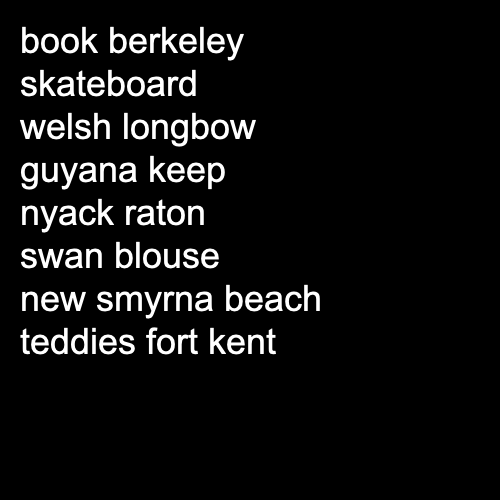 book berkeley
skateboard
welsh longbow
guyana keep
nyack raton
swan blouse
new smyrna beach
teddies fort kent